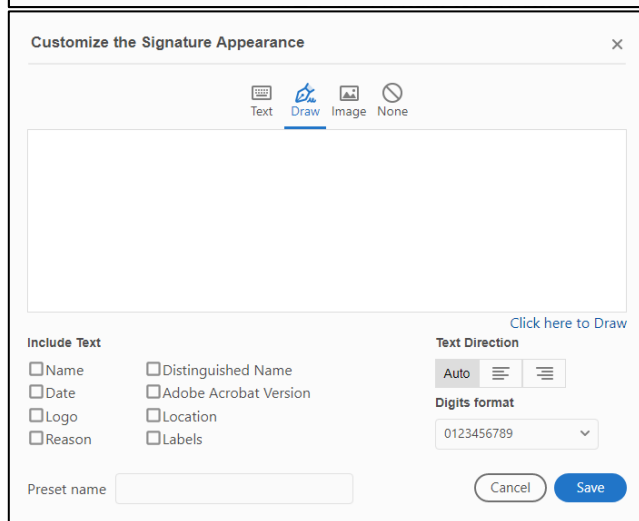 Customize the Signature Appearance
Text Draw Image None
Click here to Draw
Include Text
Name Distinguished Name
Date Adobe Acrobat Version
Logo Location
Reason Labels
Text Direction
Auto
Digits format
0123456789
Preset name
Cancel Save